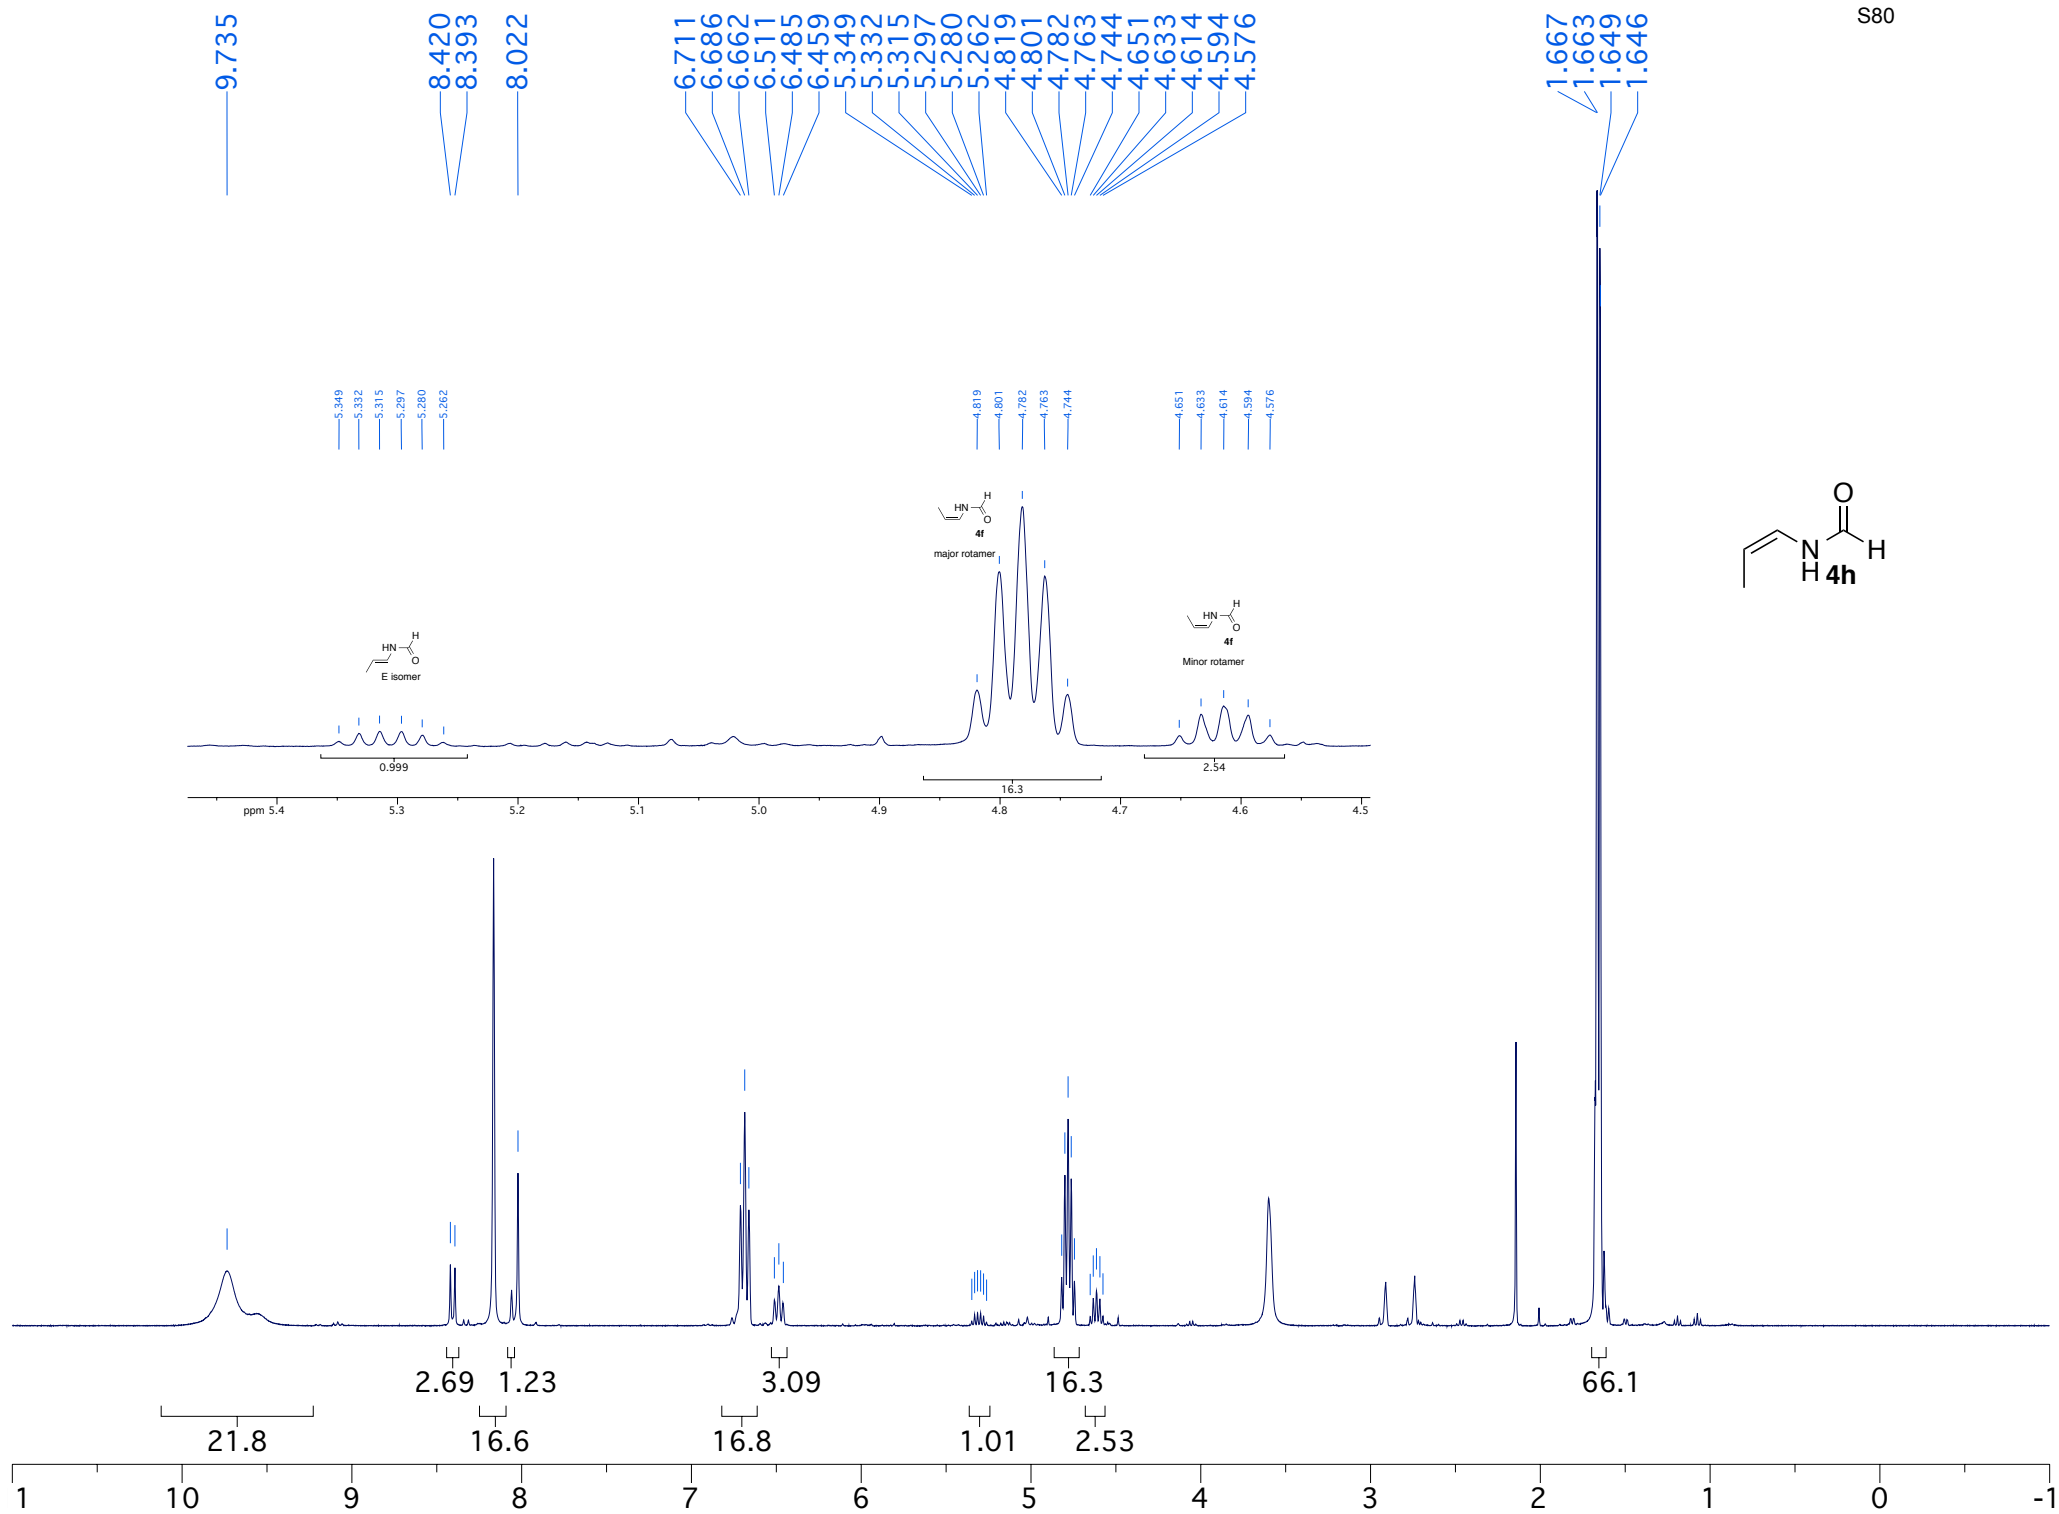 S80
9.735
8.420
8.393
8.022
6.711
6.686
6.662
6.511
6.485
6.459
5.349
5.332
5.315
5.297
5.280
5.262
4.819
4.801
4.782
4.763
4.744
4.651
4.633
4.614
4.594
4.576
1.667
1.663
1.649
1.646
5.349
5.332
5.315
5.297
5.280
5.262
4.819
4.801
4.782
4.763
4.744
4.651
4.633
4.614
4.594
4.576
H
HN
O
4f
major rotamer
H
HN
O
4f
Minor rotamer
H
HN
O
E isomer
O
N
H
H
4h
0.999
16.3
2.54
ppm 5.4 5.3 5.2 5.1 5.0 4.9 4.8 4.7 4.6 4.5
2.69 1.23 3.09 16.3 66.1
21.8 16.6 16.8 1.01 2.53
1 10 9 8 7 6 5 4 3 2 1 0 -1